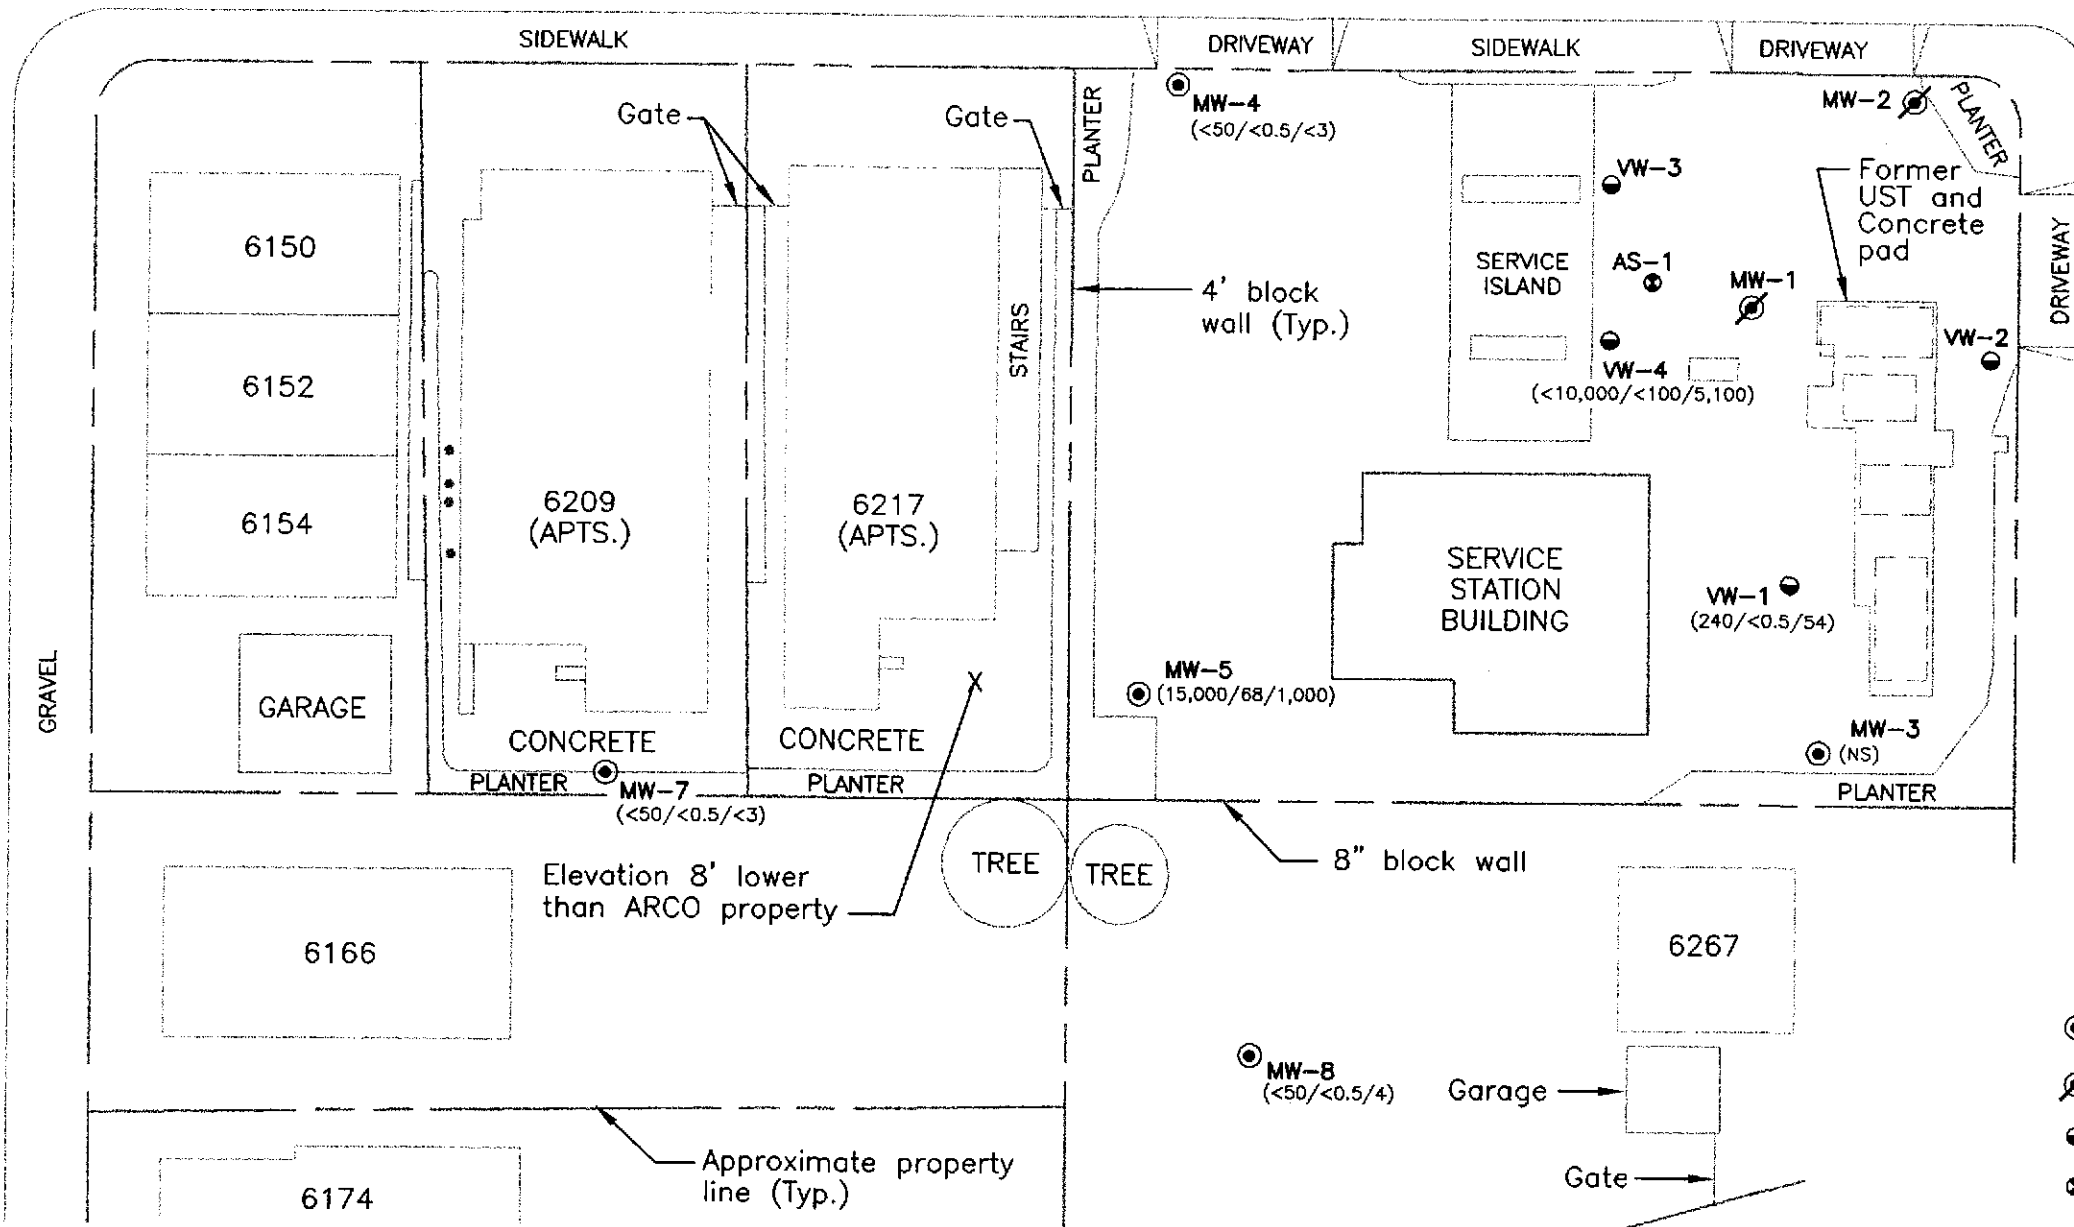 SIDEWALK
DRIVEWAY
SIDEWALK
DRIVEWAY
Gate
Gate
PLANTER
MW-4
(<50/<0.5/<3)
MW-2
PLANTER
VW-3
Former
UST and
Concrete
pad
6150
SERVICE
ISLAND
AS-1
MW-1
DRIVEWAY
4' block
wall (Typ.)
STAIRS
VW-2
6152
VW-4
(<10,000/<100/5,100)
6154
6209
(APTS.)
6217
(APTS.)
SERVICE
STATION
BUILDING
VW-1
(240/<0.5/54)
GRAVEL
GARAGE
MW-5
(15,000/68/1,000)
CONCRETE
CONCRETE
MW-3
(NS)
PLANTER
MW-7
(<50/<0.5/<3)
PLANTER
PLANTER
Elevation 8' lower
than ARCO property
TREE
TREE
8" block wall
6166
6267
MW-8
(<50/<0.5/4)
Garage
Approximate property
line (Typ.)
Gate
6174